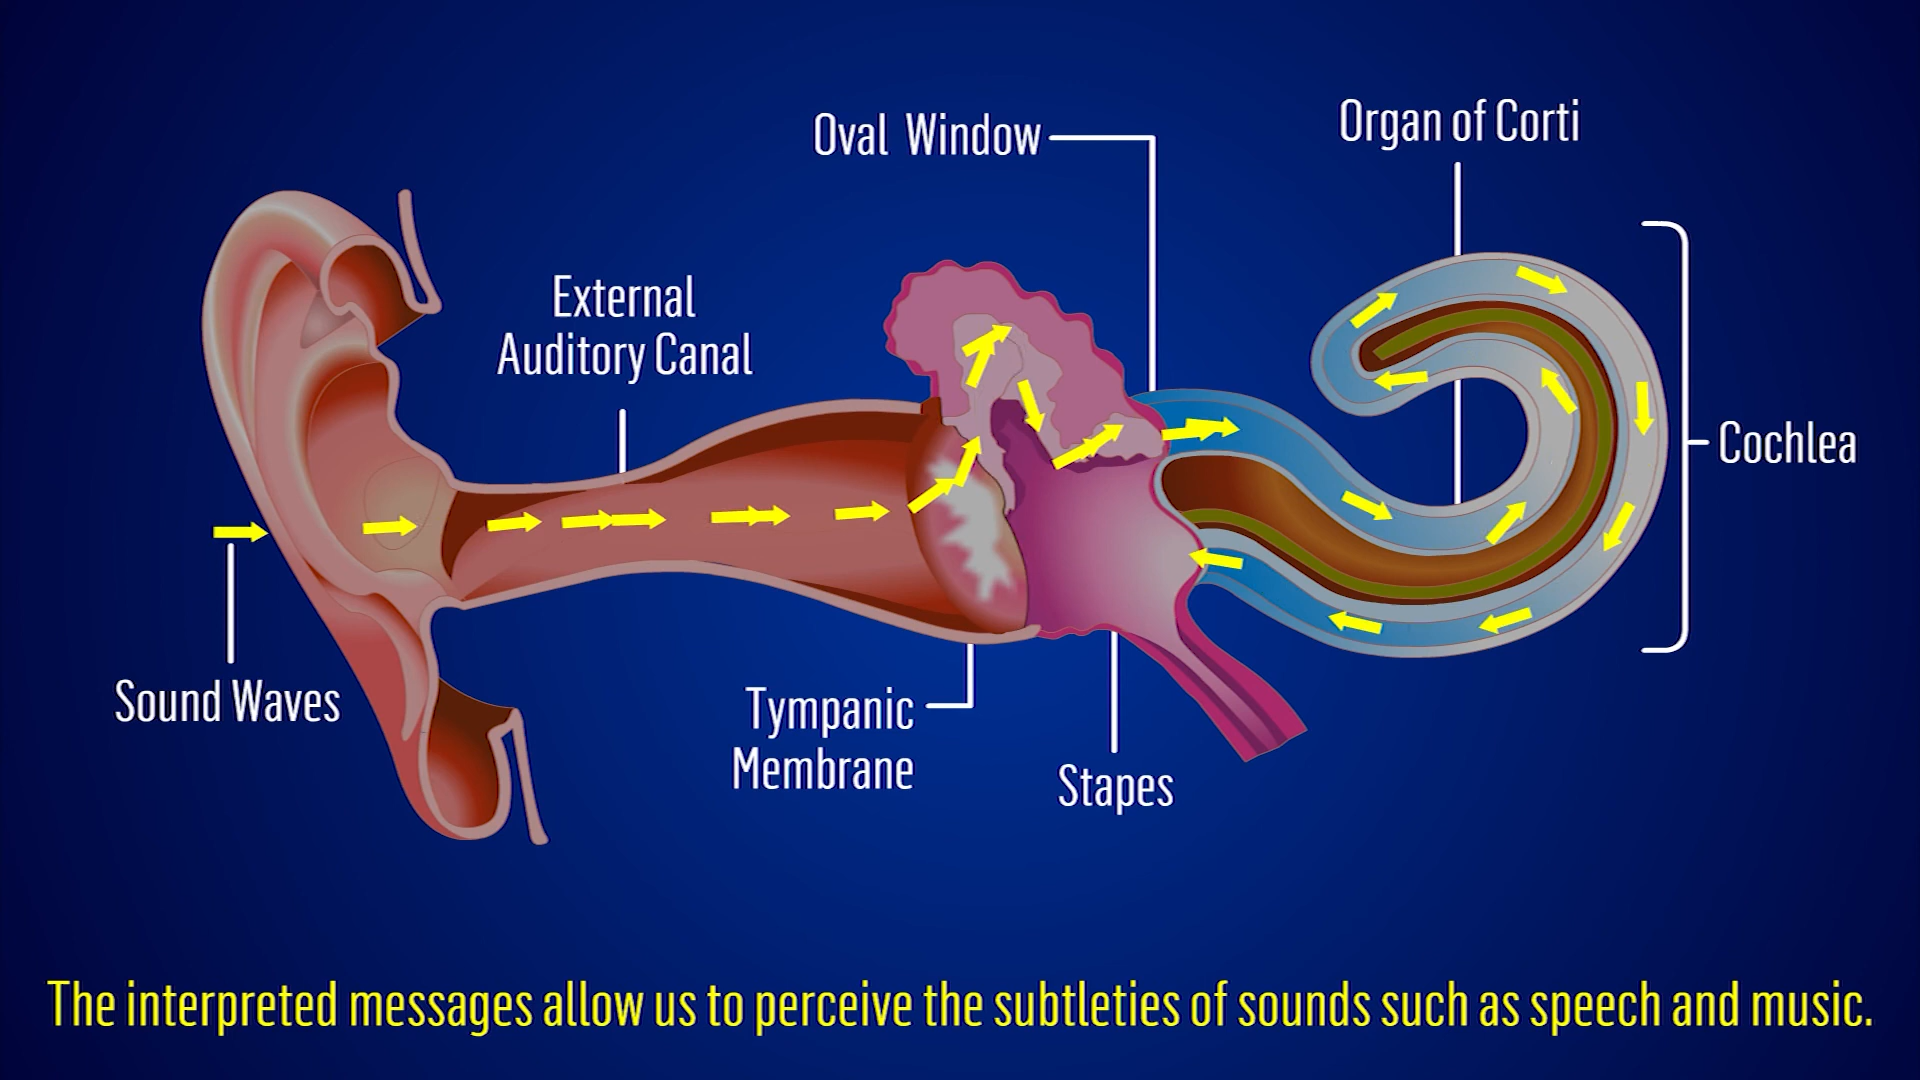 Oval Window
Organ of Corti
External
Auditory Canal
Cochlea
Sound Waves
Tympanic
Membrane
Stapes
The interpreted messages allow us to perceive the subtleties of sounds such as speech and music.